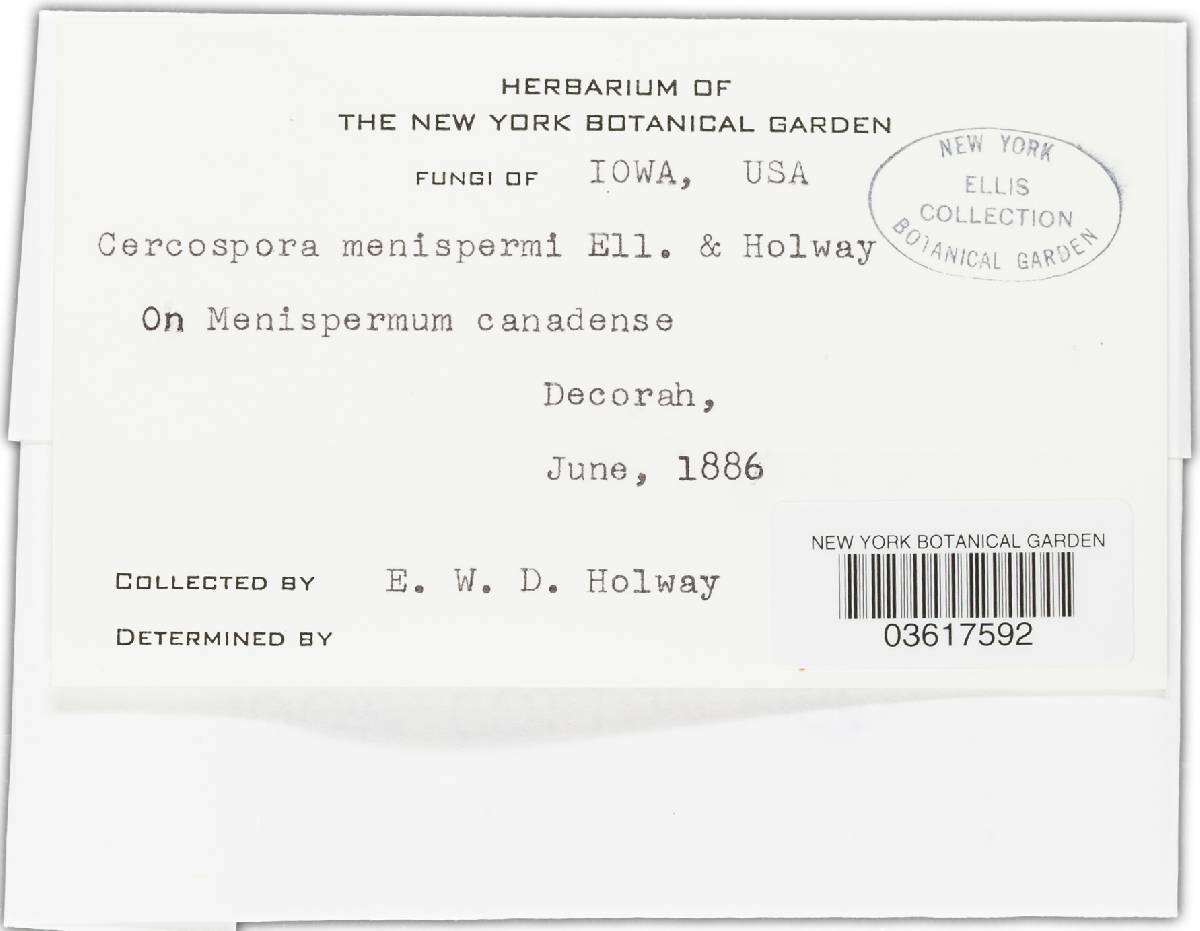 HERBARIUM OF
THE NEW YORK BOTANICAL GARDEN
FUNGI OF IOWA, USA
NEW YORK
ELLIS
COLLECTION
BOTANICAL GARDEN
Cercospora menispermi Ell. & Holway
On Menispermum canadense
Decorah,
June, 1886
NEW YORK BOTANICAL GARDEN
03617592
COLLECTED BY E. W. D. Holway
DETERMINED BY